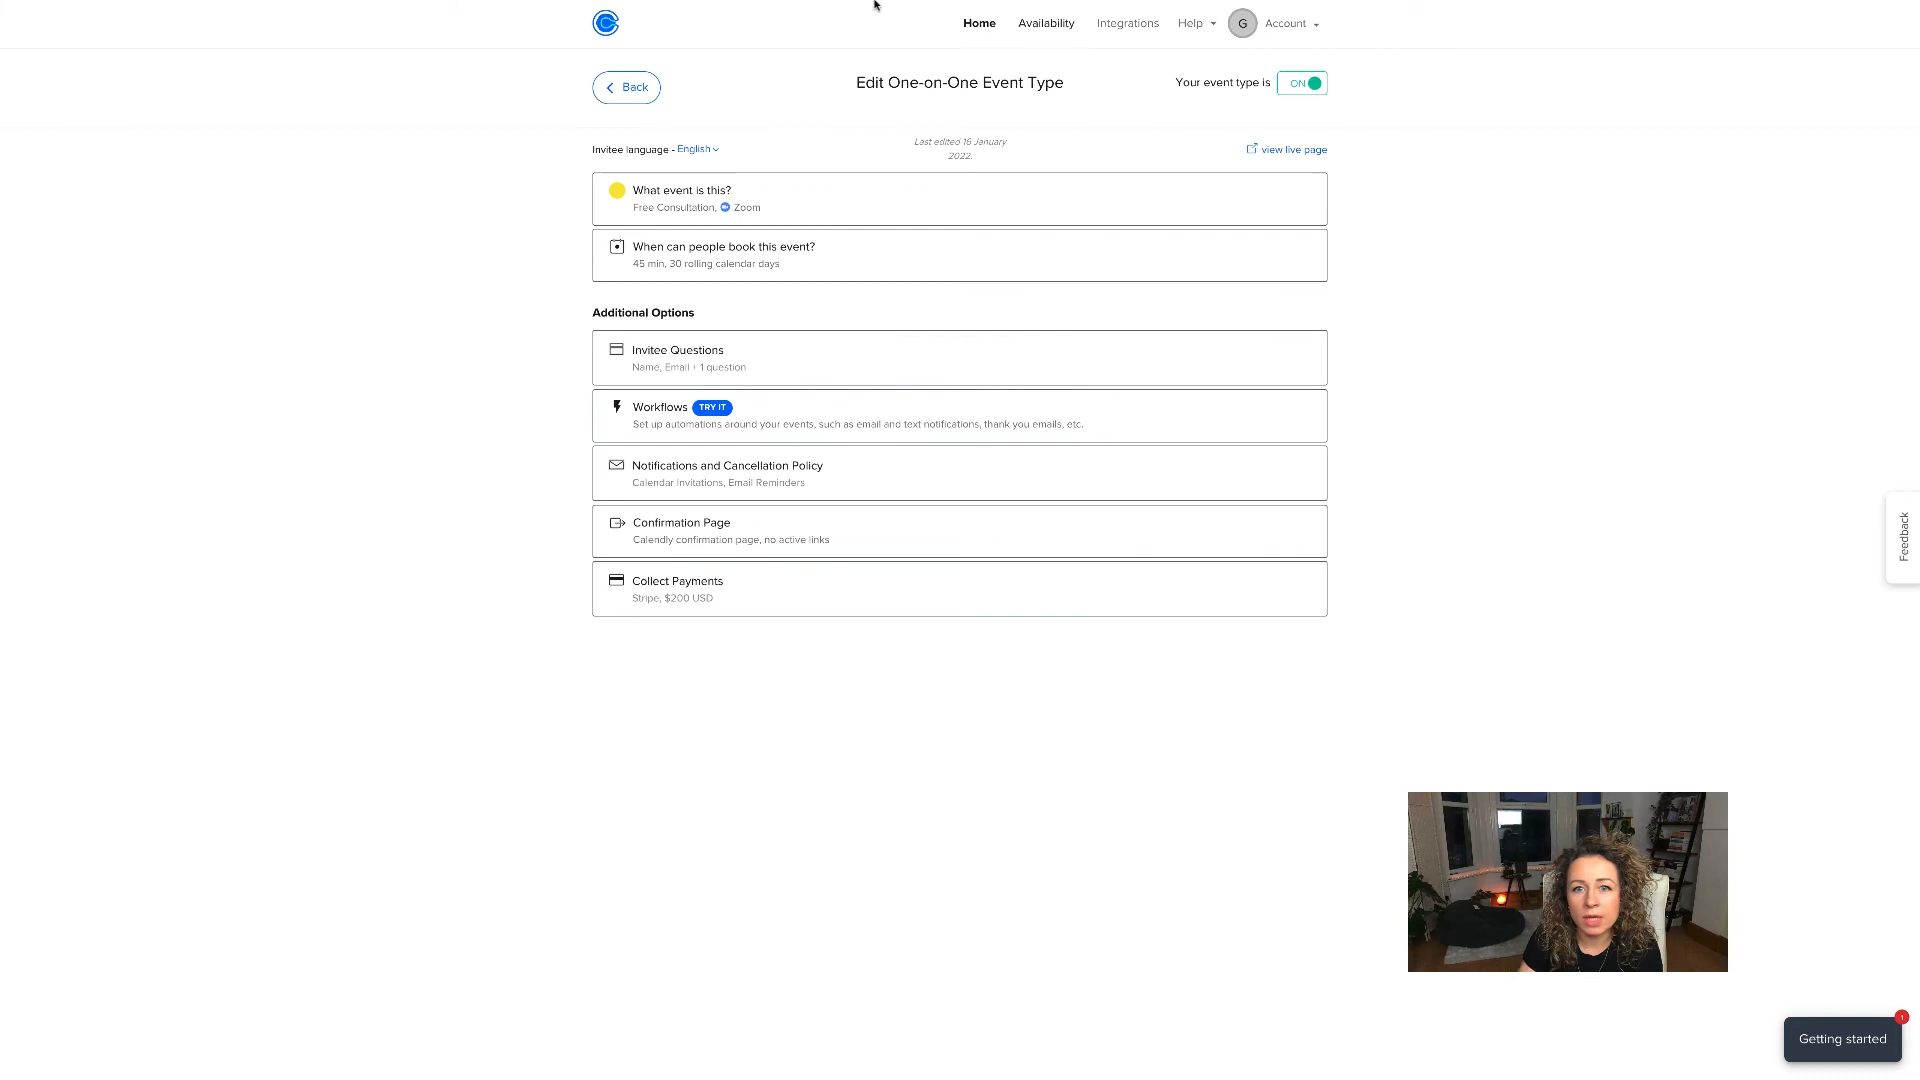 Home
Availability
Integrations
Help
G
Account
Back
Edit One-on-One Event Type
Your event type is
ON
Invitee language - English
Last edited 16 January
2022.
view live page
What event is this?
Free Consultation, Zoom
When can people book this event?
45 min, 30 rolling calendar days
Additional Options
Invitee Questions
Name, Email + 1 question
Workflows TRY IT
Set up automations around your events, such as email and text notifications, thank you emails, etc.
Notifications and Cancellation Policy
Calendar Invitations, Email Reminders
Confirmation Page
Calendly confirmation page, no active links
Collect Payments
Stripe, $200 USD
Feedback
1
Getting started